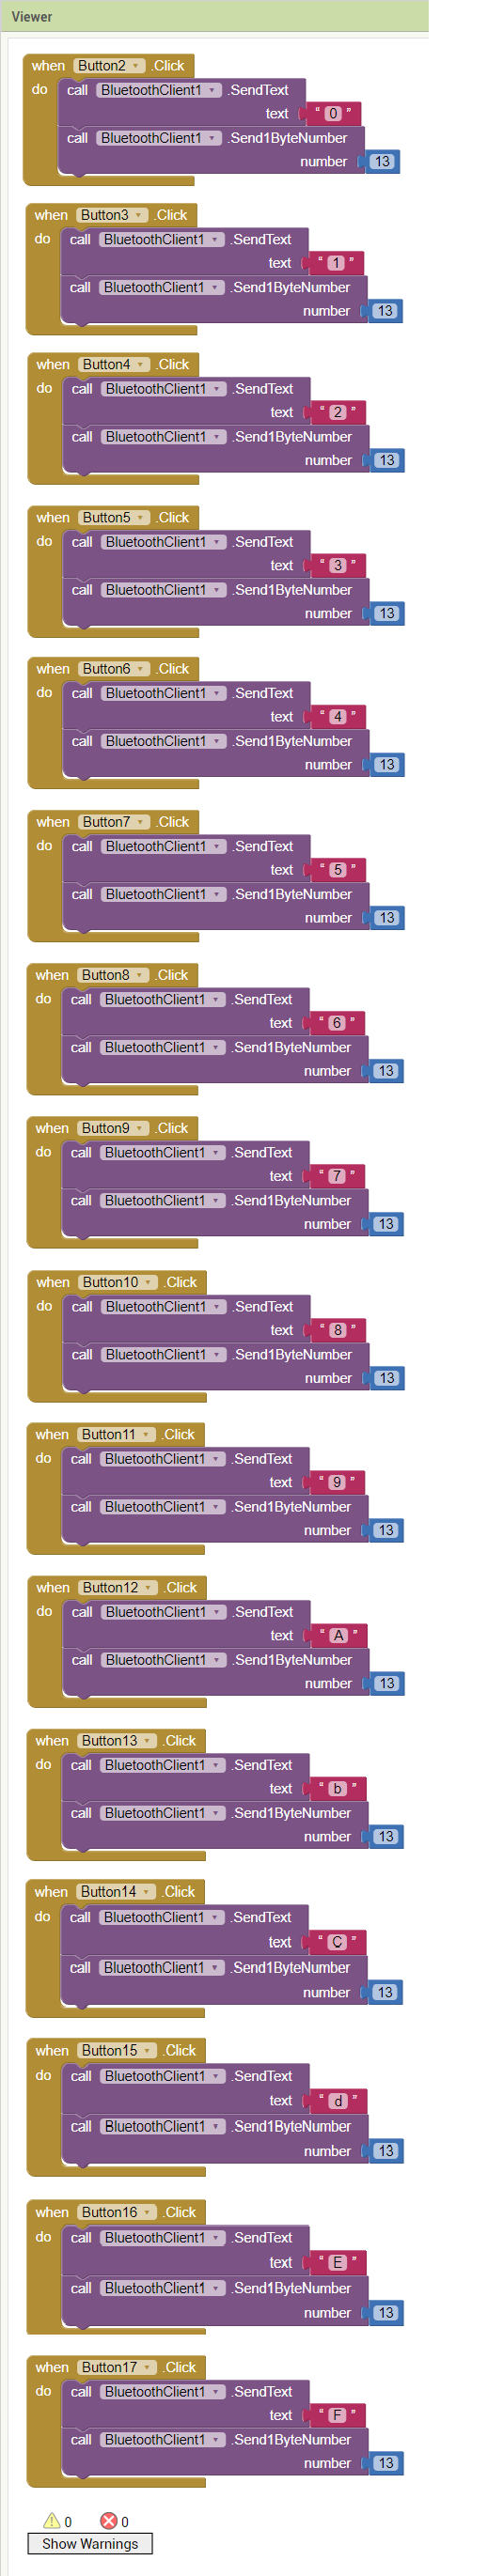 Viewer
when Button2 .Click
do call BluetoothClient1 .SendText
text " 0 "
call BluetoothClient1 .Send1ByteNumber
number 13
when Button3 .Click
do call BluetoothClient1 .SendText
text " 1 "
call BluetoothClient1 .Send1ByteNumber
number 13
when Button4 .Click
do call BluetoothClient1 .SendText
text " 2 "
call BluetoothClient1 .Send1ByteNumber
number 13
when Button5 .Click
do call BluetoothClient1 .SendText
text " 3 "
call BluetoothClient1 .Send1ByteNumber
number 13
when Button6 .Click
do call BluetoothClient1 .SendText
text " 4 "
call BluetoothClient1 .Send1ByteNumber
number 13
when Button7 .Click
do call BluetoothClient1 .SendText
text " 5 "
call BluetoothClient1 .Send1ByteNumber
number 13
when Button8 .Click
do call BluetoothClient1 .SendText
text " 6 "
call BluetoothClient1 .Send1ByteNumber
number 13
when Button9 .Click
do call BluetoothClient1 .SendText
text " 7 "
call BluetoothClient1 .Send1ByteNumber
number 13
when Button10 .Click
do call BluetoothClient1 .SendText
text " 8 "
call BluetoothClient1 .Send1ByteNumber
number 13
when Button11 .Click
do call BluetoothClient1 .SendText
text " 9 "
call BluetoothClient1 .Send1ByteNumber
number 13
when Button12 .Click
do call BluetoothClient1 .SendText
text " A "
call BluetoothClient1 .Send1ByteNumber
number 13
when Button13 .Click
do call BluetoothClient1 .SendText
text " b "
call BluetoothClient1 .Send1ByteNumber
number 13
when Button14 .Click
do call BluetoothClient1 .SendText
text " C "
call BluetoothClient1 .Send1ByteNumber
number 13
when Button15 .Click
do call BluetoothClient1 .SendText
text " d "
call BluetoothClient1 .Send1ByteNumber
number 13
when Button16 .Click
do call BluetoothClient1 .SendText
text " E "
call BluetoothClient1 .Send1ByteNumber
number 13
when Button17 .Click
do call BluetoothClient1 .SendText
text " F "
call BluetoothClient1 .Send1ByteNumber
number 13
0 0
Show Warnings